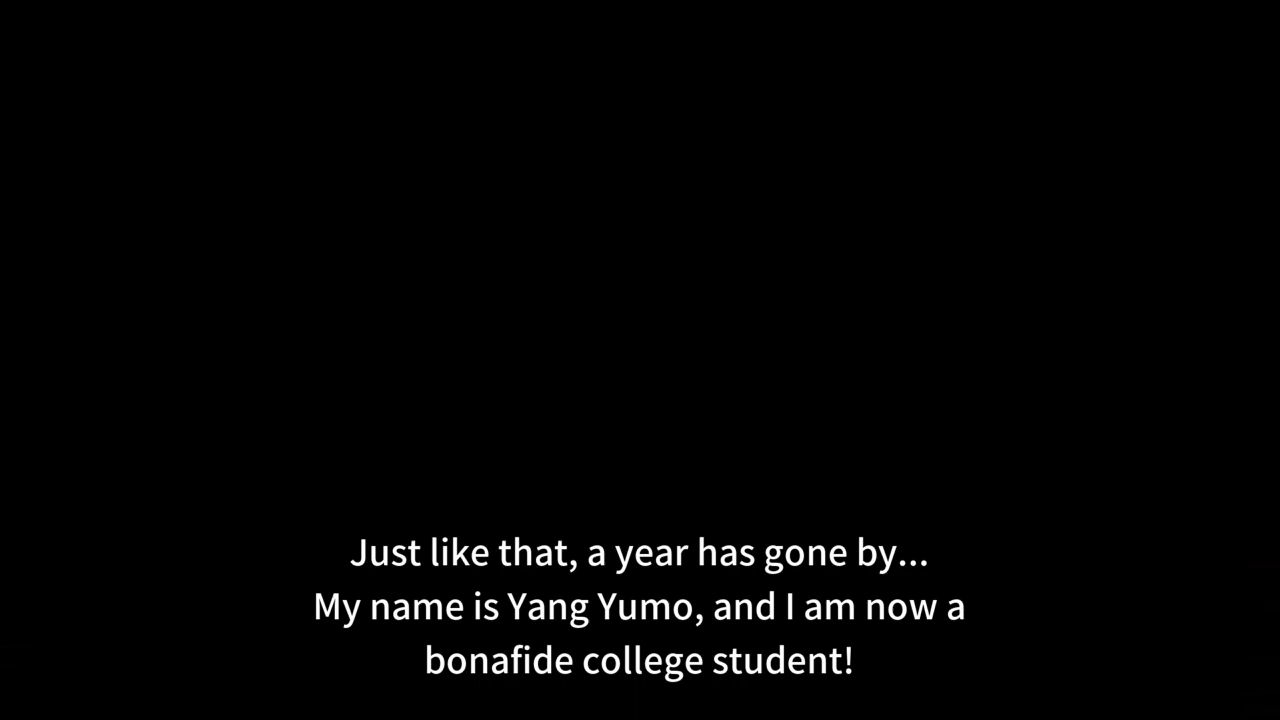 Just like that, a year has gone by...
My name is Yang Yumo, and I am now a
bonafide college student!